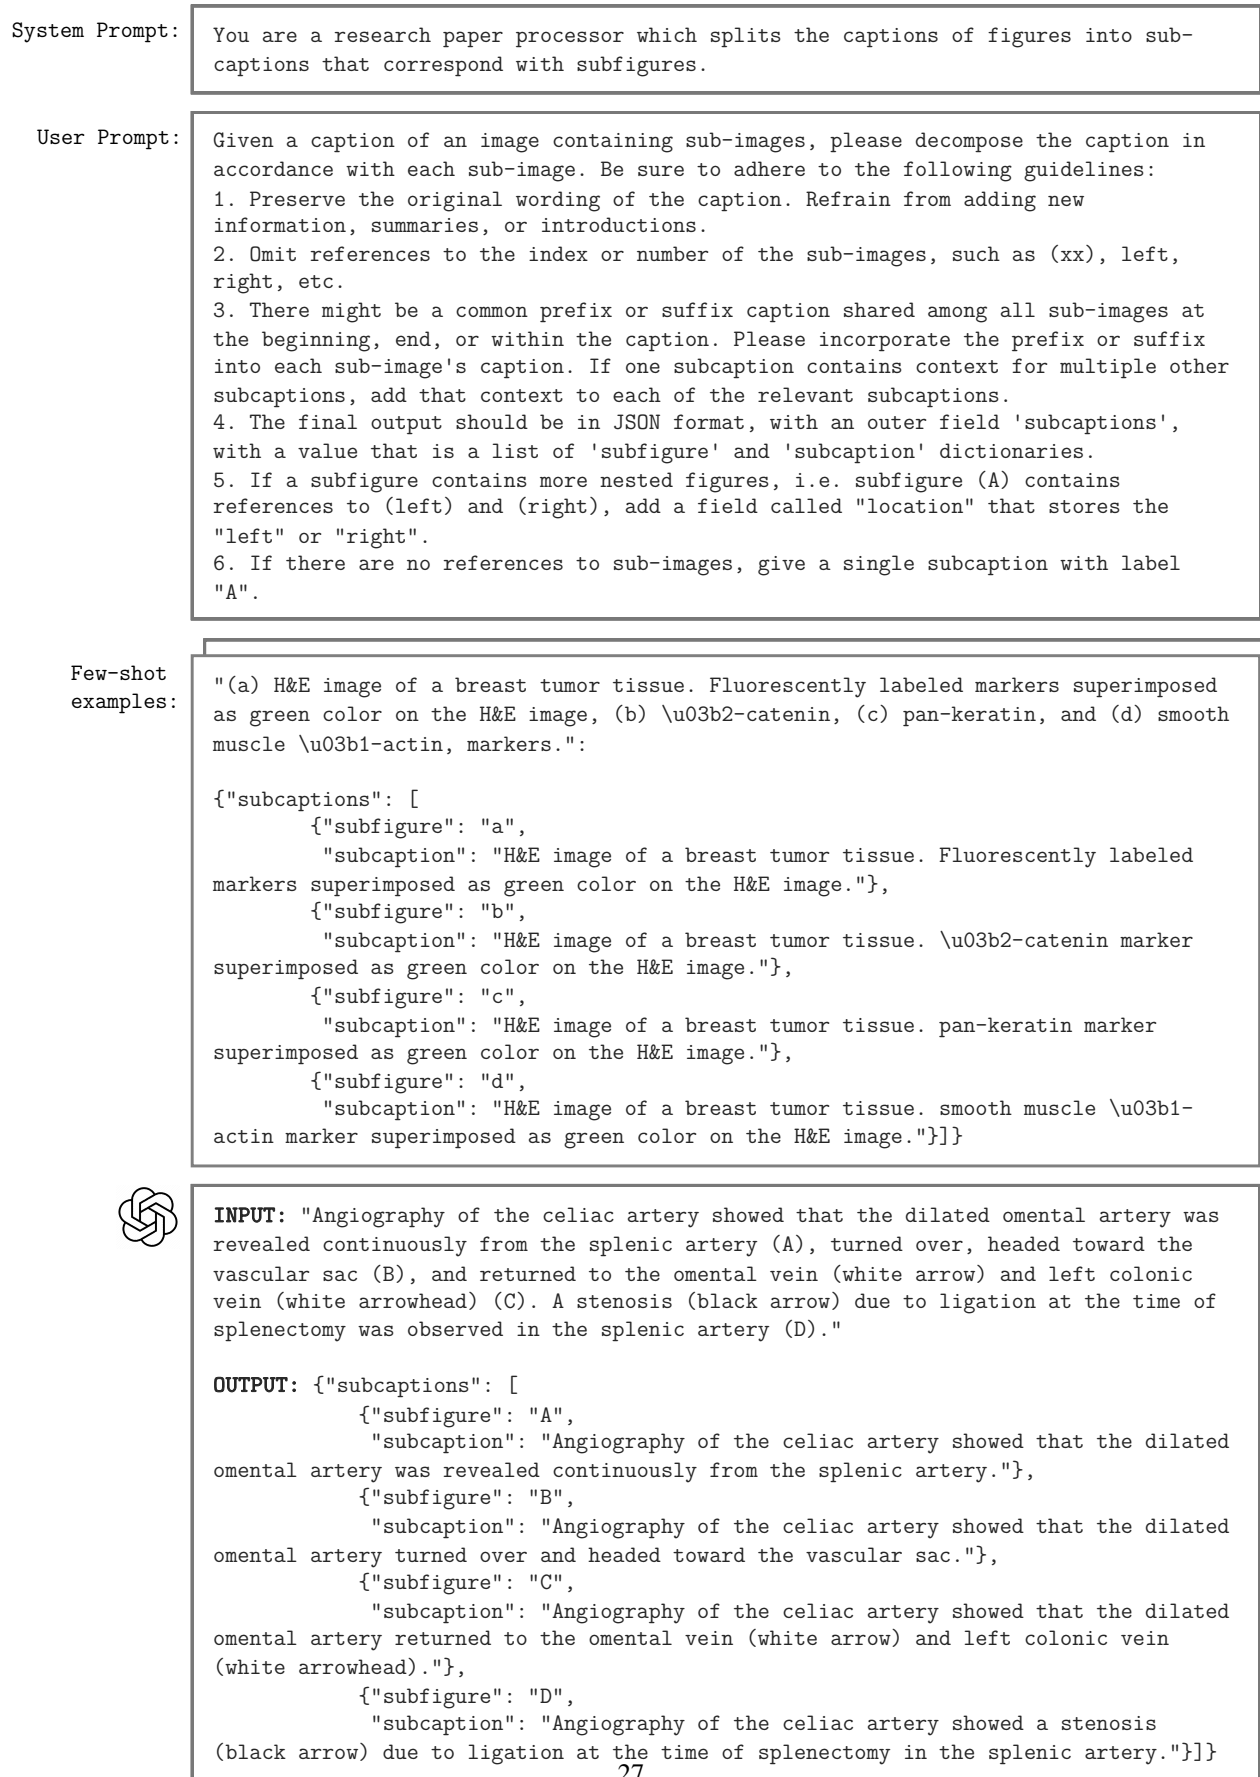 System Prompt:
You are a research paper processor which splits the captions of figures into sub-
captions that correspond with subfigures.
User Prompt:
Given a caption of an image containing sub-images, please decompose the caption in
accordance with each sub-image. Be sure to adhere to the following guidelines:
1. Preserve the original wording of the caption. Refrain from adding new
information, summaries, or introductions.
2. Omit references to the index or number of the sub-images, such as (xx), left,
right, etc.
3. There might be a common prefix or suffix caption shared among all sub-images at
the beginning, end, or within the caption. Please incorporate the prefix or suffix
into each sub-image's caption. If one subcaption contains context for multiple other
subcaptions, add that context to each of the relevant subcaptions.
4. The final output should be in JSON format, with an outer field 'subcaptions',
with a value that is a list of 'subfigure' and 'subcaption' dictionaries.
5. If a subfigure contains more nested figures, i.e. subfigure (A) contains
references to (left) and (right), add a field called "location" that stores the
"left" or "right".
6. If there are no references to sub-images, give a single subcaption with label
"A".
Few-shot
examples:
"(a) H&E image of a breast tumor tissue. Fluorescently labeled markers superimposed
as green color on the H&E image, (b) \u03b2-catenin, (c) pan-keratin, and (d) smooth
muscle \u03b1-actin, markers.":
{"subcaptions": [
{"subfigure": "a",
"subcaption": "H&E image of a breast tumor tissue. Fluorescently labeled
markers superimposed as green color on the H&E image."},
{"subfigure": "b",
"subcaption": "H&E image of a breast tumor tissue. \u03b2-catenin marker
superimposed as green color on the H&E image."},
{"subfigure": "c",
"subcaption": "H&E image of a breast tumor tissue. pan-keratin marker
superimposed as green color on the H&E image."},
{"subfigure": "d",
"subcaption": "H&E image of a breast tumor tissue. smooth muscle \u03b1-
actin marker superimposed as green color on the H&E image."}]}
INPUT: "Angiography of the celiac artery showed that the dilated omental artery was
revealed continuously from the splenic artery (A), turned over, headed toward the
vascular sac (B), and returned to the omental vein (white arrow) and left colonic
vein (white arrowhead) (C). A stenosis (black arrow) due to ligation at the time of
splenectomy was observed in the splenic artery (D)."
OUTPUT: {"subcaptions": [
{"subfigure": "A",
"subcaption": "Angiography of the celiac artery showed that the dilated
omental artery was revealed continuously from the splenic artery."},
{"subfigure": "B",
"subcaption": "Angiography of the celiac artery showed that the dilated
omental artery turned over and headed toward the vascular sac."},
{"subfigure": "C",
"subcaption": "Angiography of the celiac artery showed that the dilated
omental artery returned to the omental vein (white arrow) and left colonic vein
(white arrowhead)."},
{"subfigure": "D",
"subcaption": "Angiography of the celiac artery showed a stenosis
(black arrow) due to ligation at the time of splenectomy in the splenic artery."}]}
27